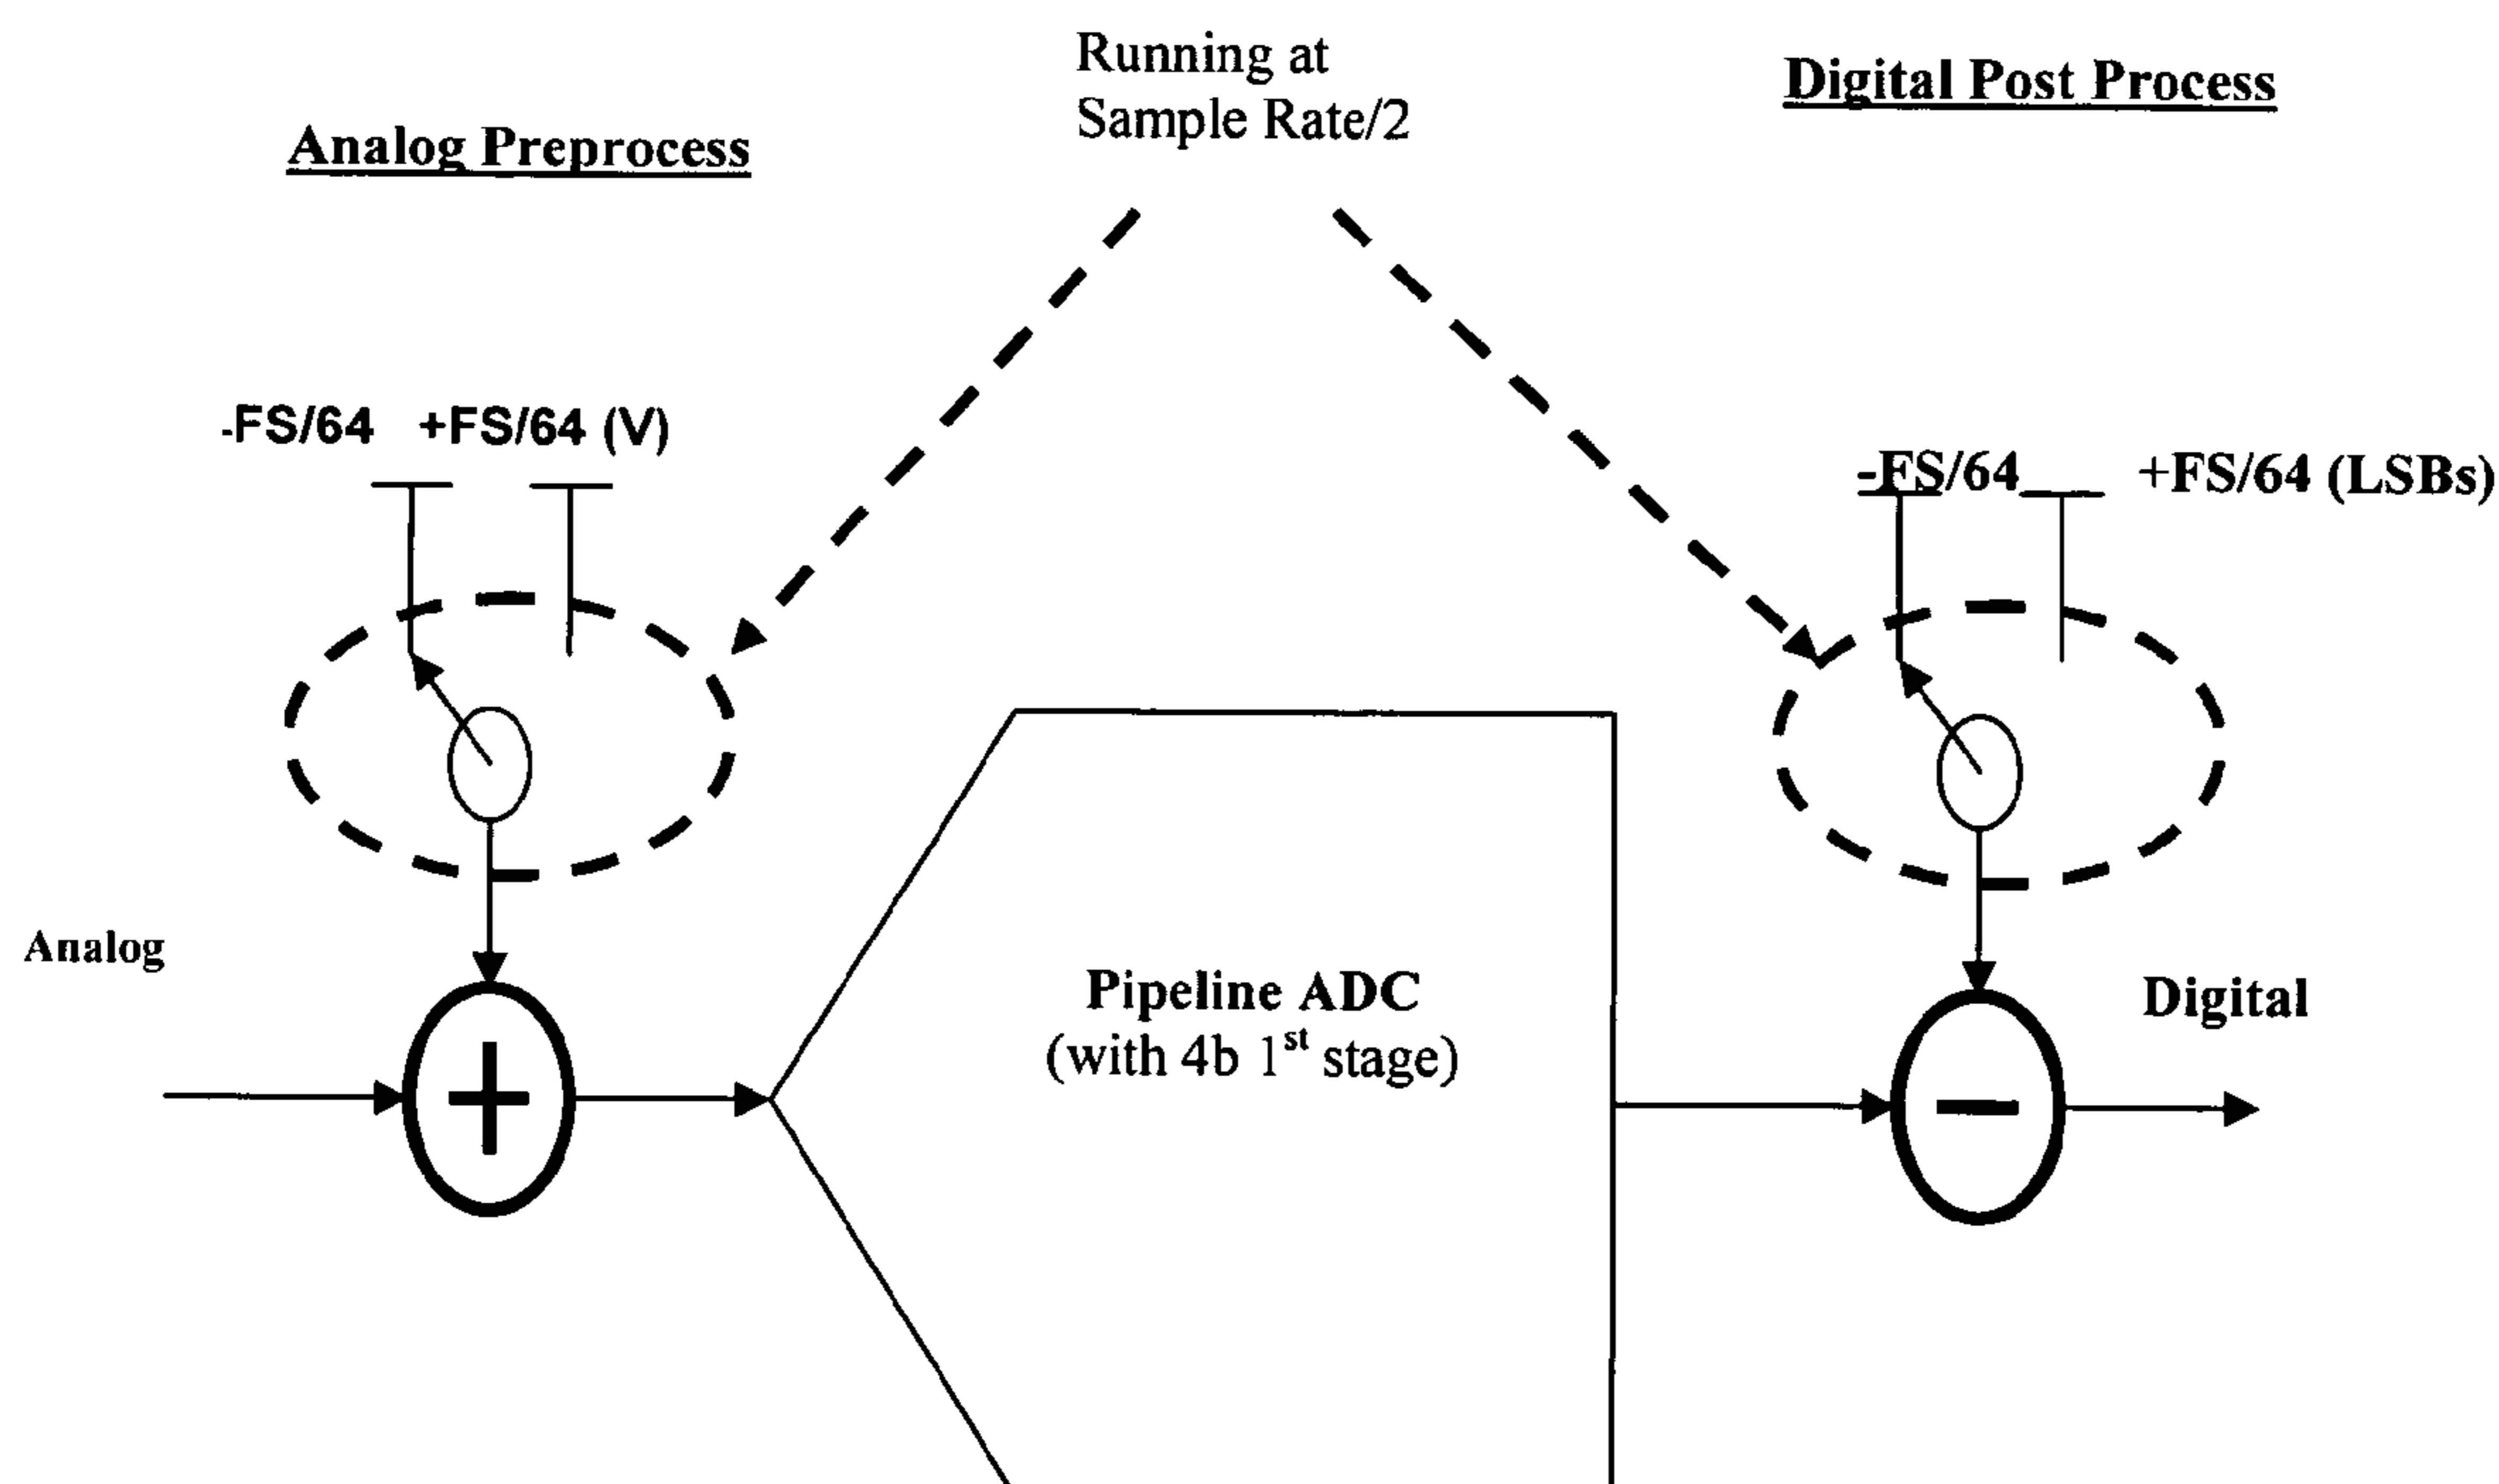 Running at
Sample Rate/2
Digital Post Process
Analog Preprocess
-FS/64 +FS/64 (V)
-FS/64 +FS/64 (LSBs)
Analog
Pipeline ADC
(with 4b 1st stage)
Digital